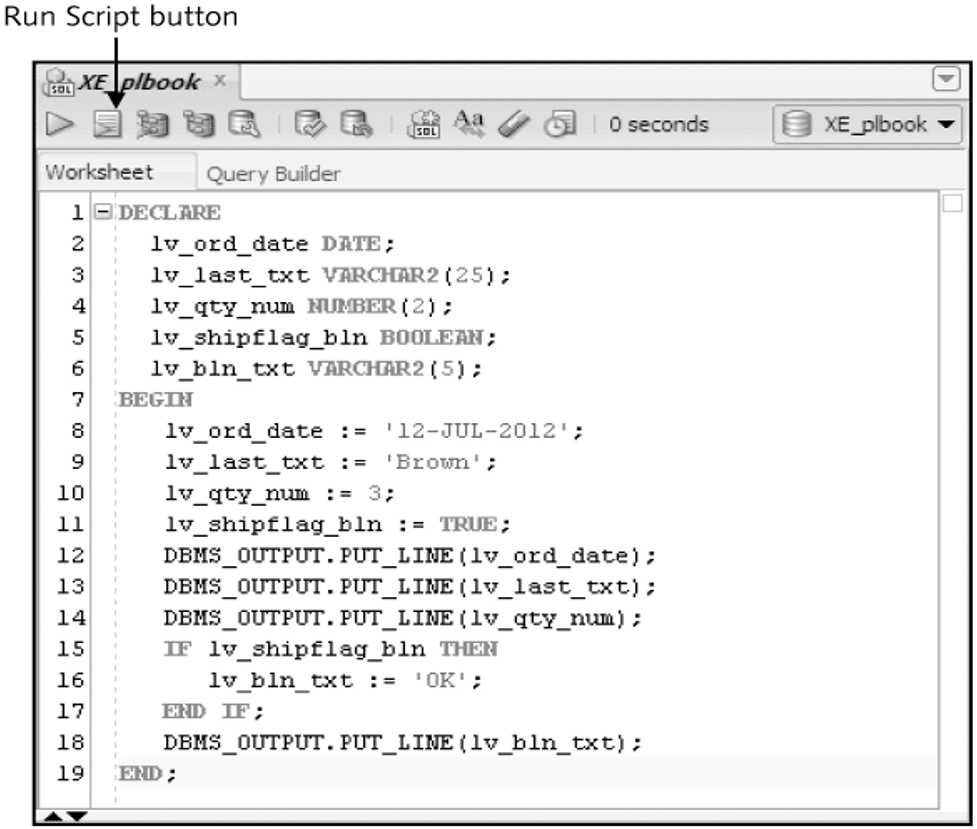 Run Script button
XE_plbook
0 seconds
XE_plbook
Worksheet
Query Builder
1 DECLARE
2 lv_ord_date DATE;
3 lv_last_txt VARCHAR2(25);
4 lv_qty_num NUMBER(2);
5 lv_shipflag_bln BOOLEAN;
6 lv_bln_txt VARCHAR2(5);
7 BEGIN
8 lv_ord_date := '12-JUL-2012';
9 lv_last_txt := 'Brown';
10 lv_qty_num := 3;
11 lv_shipflag_bln := TRUE;
12 DBMS_OUTPUT.PUT_LINE(lv_ord_date);
13 DBMS_OUTPUT.PUT_LINE(lv_last_txt);
14 DBMS_OUTPUT.PUT_LINE(lv_qty_num);
15 IF lv_shipflag_bln THEN
16 lv_bln_txt := 'OK';
17 END IF;
18 DBMS_OUTPUT.PUT_LINE(lv_bln_txt);
19 END;